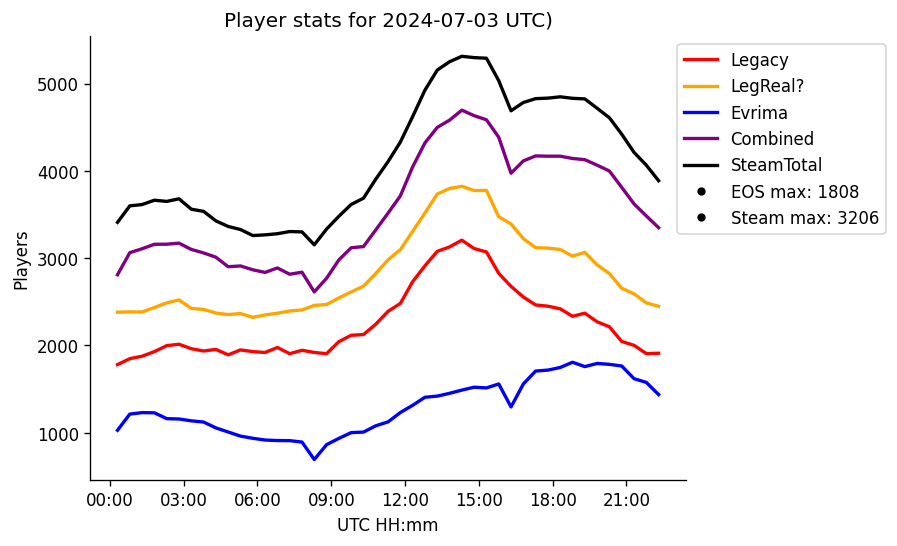 Player stats for 2024-07-03 UTC)
Legacy
LegReal?
Evrima
Combined
SteamTotal
EOS max: 1808
Steam max: 3206
Players
5000
4000
3000
2000
1000
00:00 03:00 06:00 09:00 12:00 15:00 18:00 21:00
UTC HH:mm